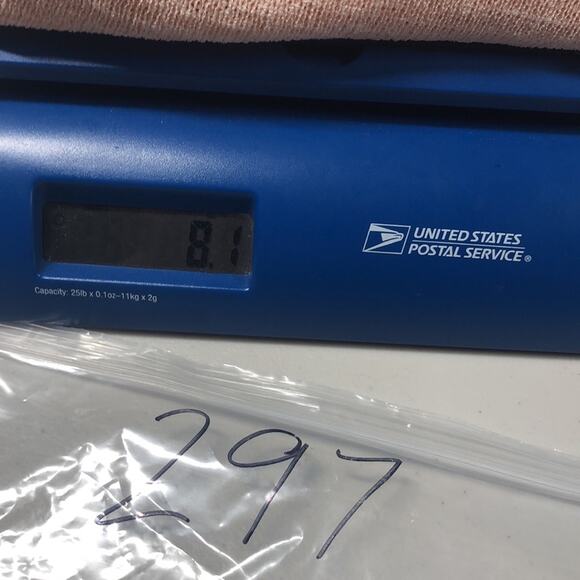 8.1
UNITED STATES
POSTAL SERVICE®
Capacity: 25lb x 0.1oz–11kg x 2g
297